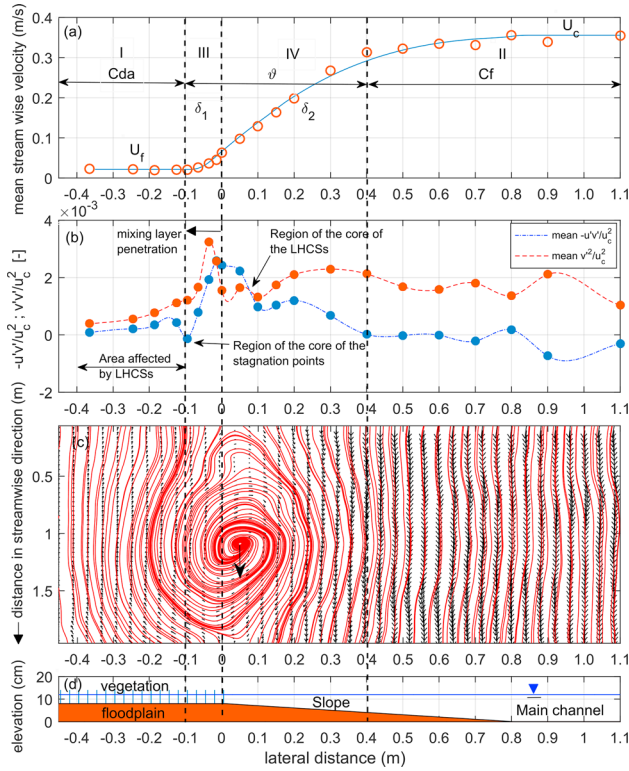 mean stream wise velocity (m/s)
0.4
0.3
0.2
0.1
0
(a)
I
III
IV
II
U_c
Cda
ϑ
Cf
δ_1
δ_2
U_f
-0.4 -0.3 -0.2 -0.1 0 0.1 0.2 0.3 0.4 0.5 0.6 0.7 0.8 0.9 1 1.1
×10^-3
-u'v'/u_c^2 ; v'v'/u_c^2 [-]
4
2
0
-2
(b)
mixing layer
penetration
Region of the core of
the LHCSs
mean -u'v'/u_c^2
mean v'^2/u_c^2
Area affected
by LHCSs
Region of the core of the
stagnation points
-0.4 -0.3 -0.2 -0.1 0 0.1 0.2 0.3 0.4 0.5 0.6 0.7 0.8 0.9 1 1.1
distance in streamwise direction (m)
(c)
0.5
1
1.5
-0.4 -0.3 -0.2 -0.1 0 0.1 0.2 0.3 0.4 0.5 0.6 0.7 0.8 0.9 1 1.1
elevation (cm)
20
10
0
(d)
vegetation
floodplain
Slope
Main channel
-0.4 -0.3 -0.2 -0.1 0 0.1 0.2 0.3 0.4 0.5 0.6 0.7 0.8 0.9 1 1.1
lateral distance (m)